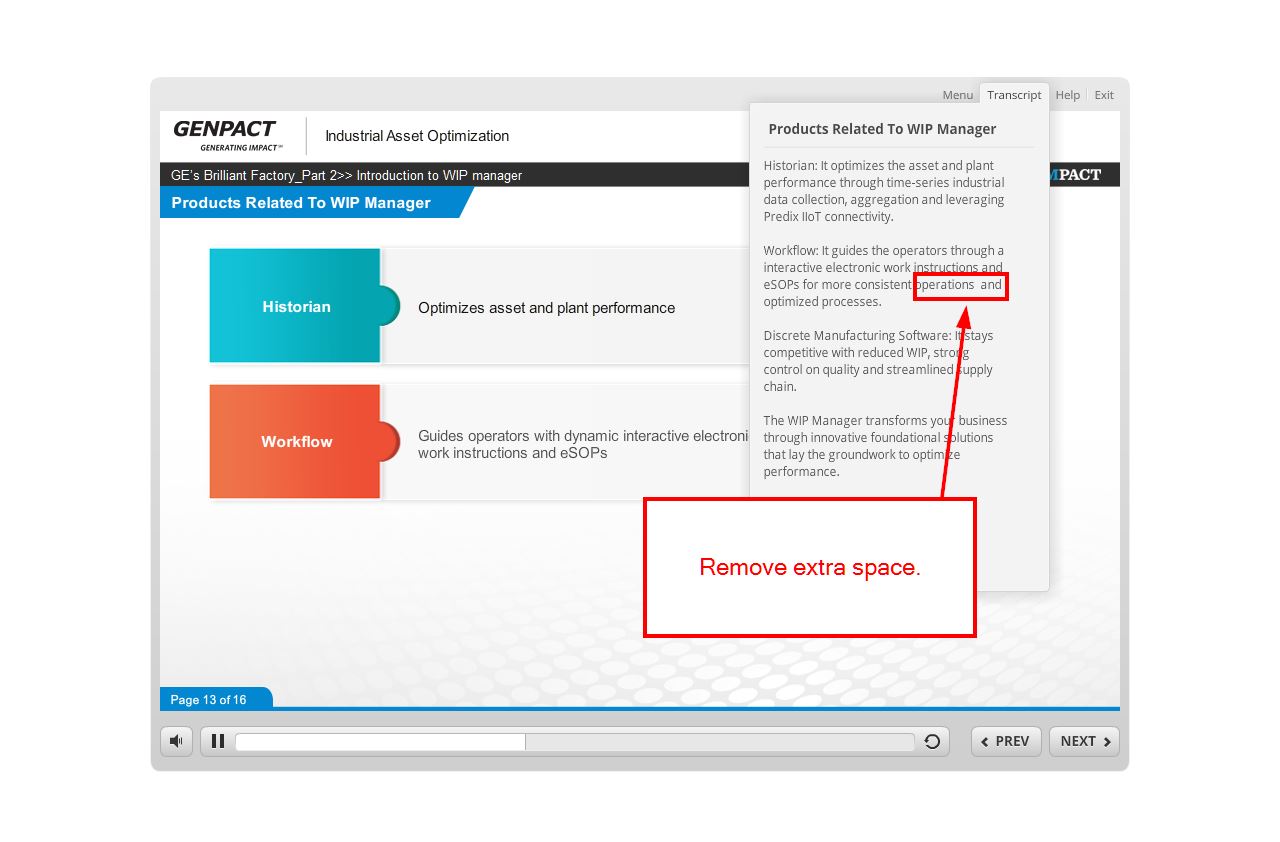 Menu Transcript Help Exit
GENPACT
GENERATING IMPACT℠
Industrial Asset Optimization
GE's Brilliant Factory_Part 2>> Introduction to WIP manager
MPACT
Products Related To WIP Manager
Historian
Optimizes asset and plant performance
Workflow
Guides operators with dynamic interactive electroni
work instructions and eSOPs
Products Related To WIP Manager
Historian: It optimizes the asset and plant
performance through time-series industrial
data collection, aggregation and leveraging
Predix IIoT connectivity.
Workflow: It guides the operators through a
interactive electronic work instructions and
eSOPs for more consistent operations  and
optimized processes.
Discrete Manufacturing Software: It stays
competitive with reduced WIP, strong
control on quality and streamlined supply
chain.
The WIP Manager transforms your business
through innovative foundational solutions
that lay the groundwork to optimize
performance.
Remove extra space.
Page 13 of 16
PREV NEXT